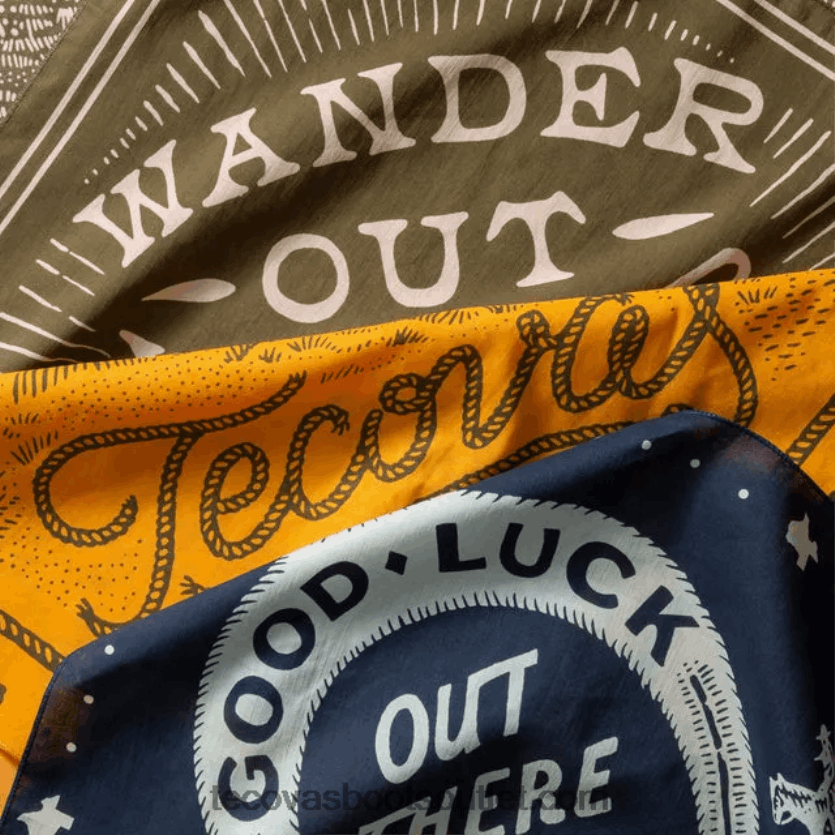 WANDER
OUT
Tecovas
GOOD · LUCK
OUT
THERE
tecovasbootsoutlet.com